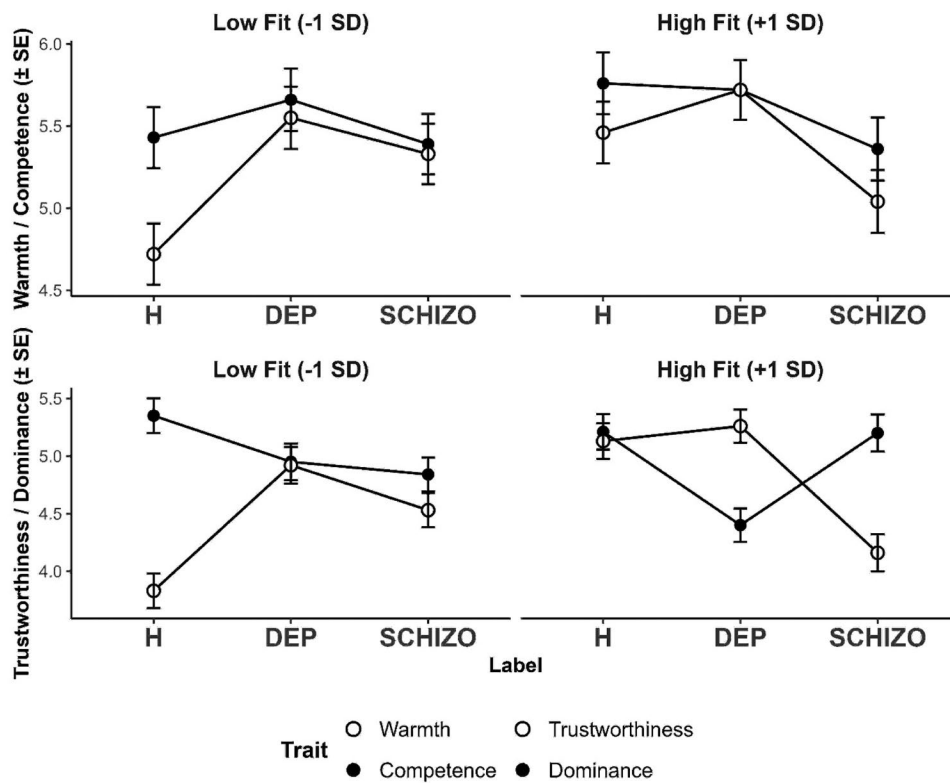 Low Fit (-1 SD)
High Fit (+1 SD)
Warmth / Competence (± SE)
6.0
5.5
5.0
4.5
H
DEP
SCHIZO
H
DEP
SCHIZO
Low Fit (-1 SD)
High Fit (+1 SD)
Trustworthiness / Dominance (± SE)
5.5
5.0
4.5
4.0
H
DEP
SCHIZO
H
DEP
SCHIZO
Label
Trait
Warmth
Trustworthiness
Competence
Dominance